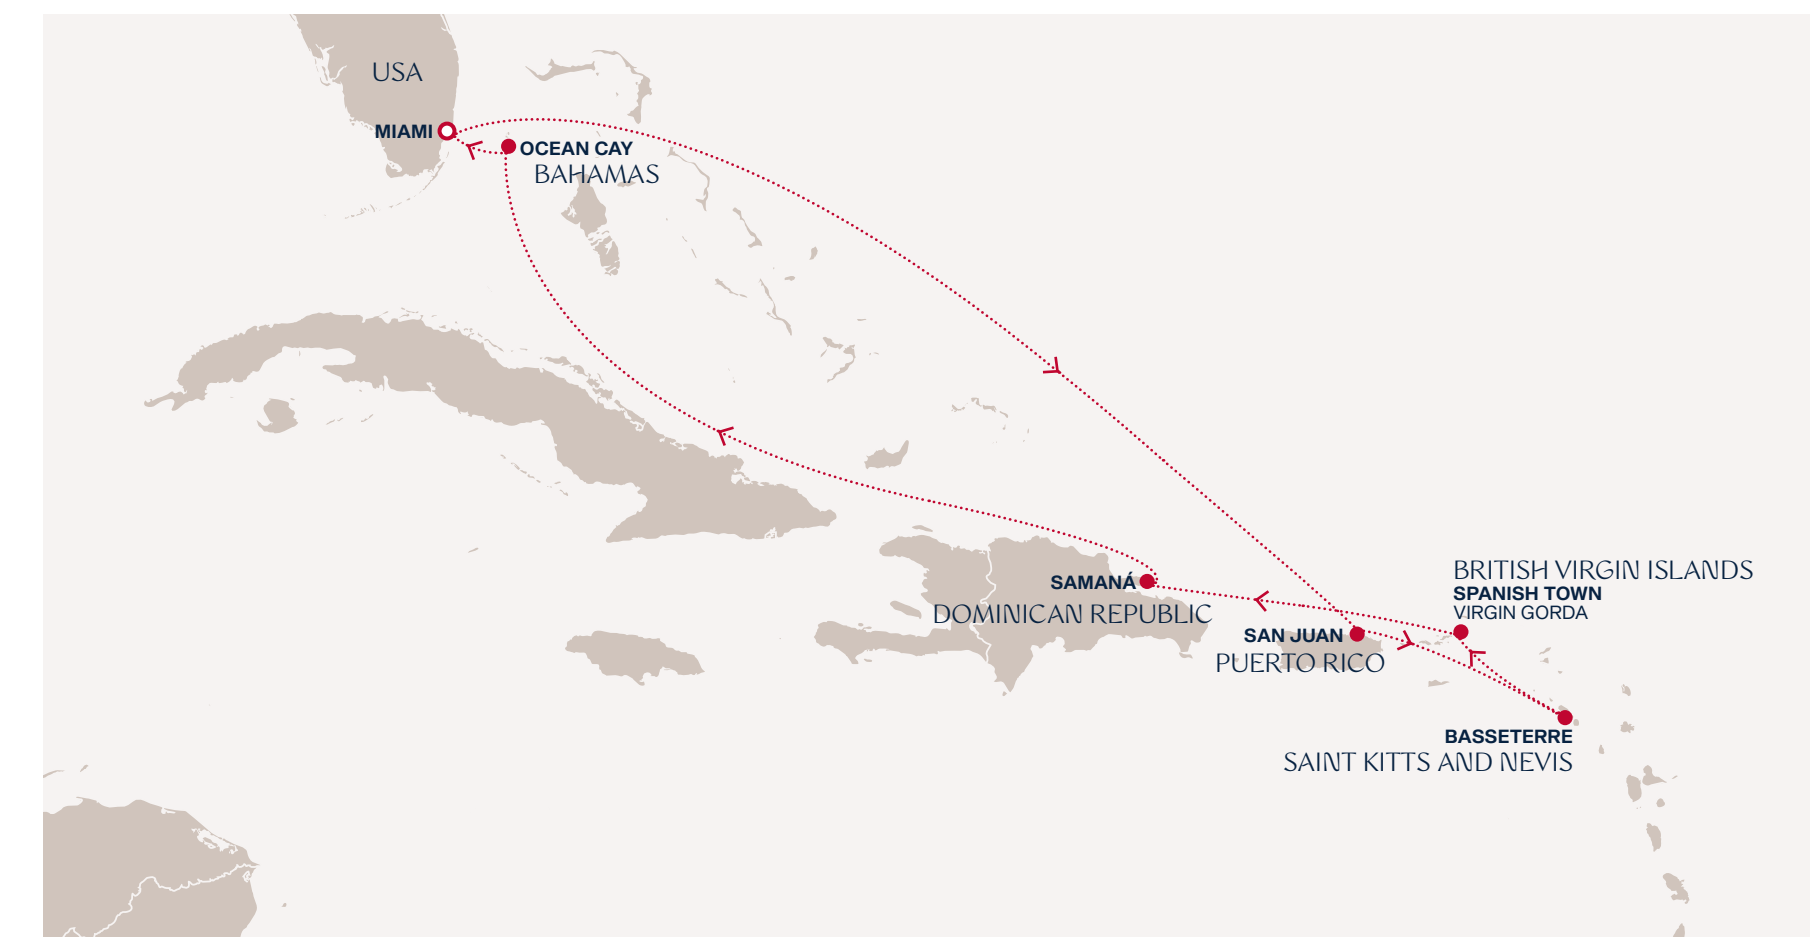 USA
MIAMI
OCEAN CAY
BAHAMAS
SAMANÁ
DOMINICAN REPUBLIC
SAN JUAN
PUERTO RICO
BRITISH VIRGIN ISLANDS
SPANISH TOWN
VIRGIN GORDA
BASSETERRE
SAINT KITTS AND NEVIS